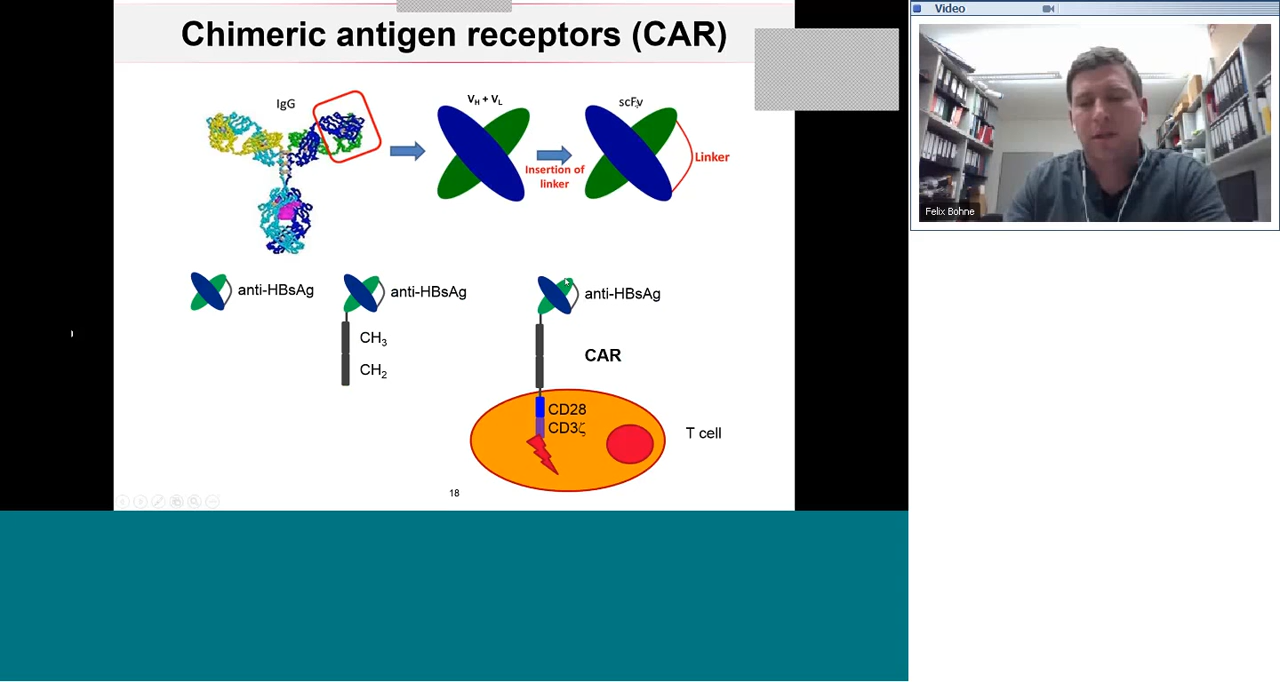 Chimeric antigen receptors (CAR)
IgG
VH + VL
scFv
Insertion of
linker
Linker
anti-HBsAg
anti-HBsAg
CH3
CH2
anti-HBsAg
CAR
CD28
CD3ζ
T cell
18
Video
Felix Bohne